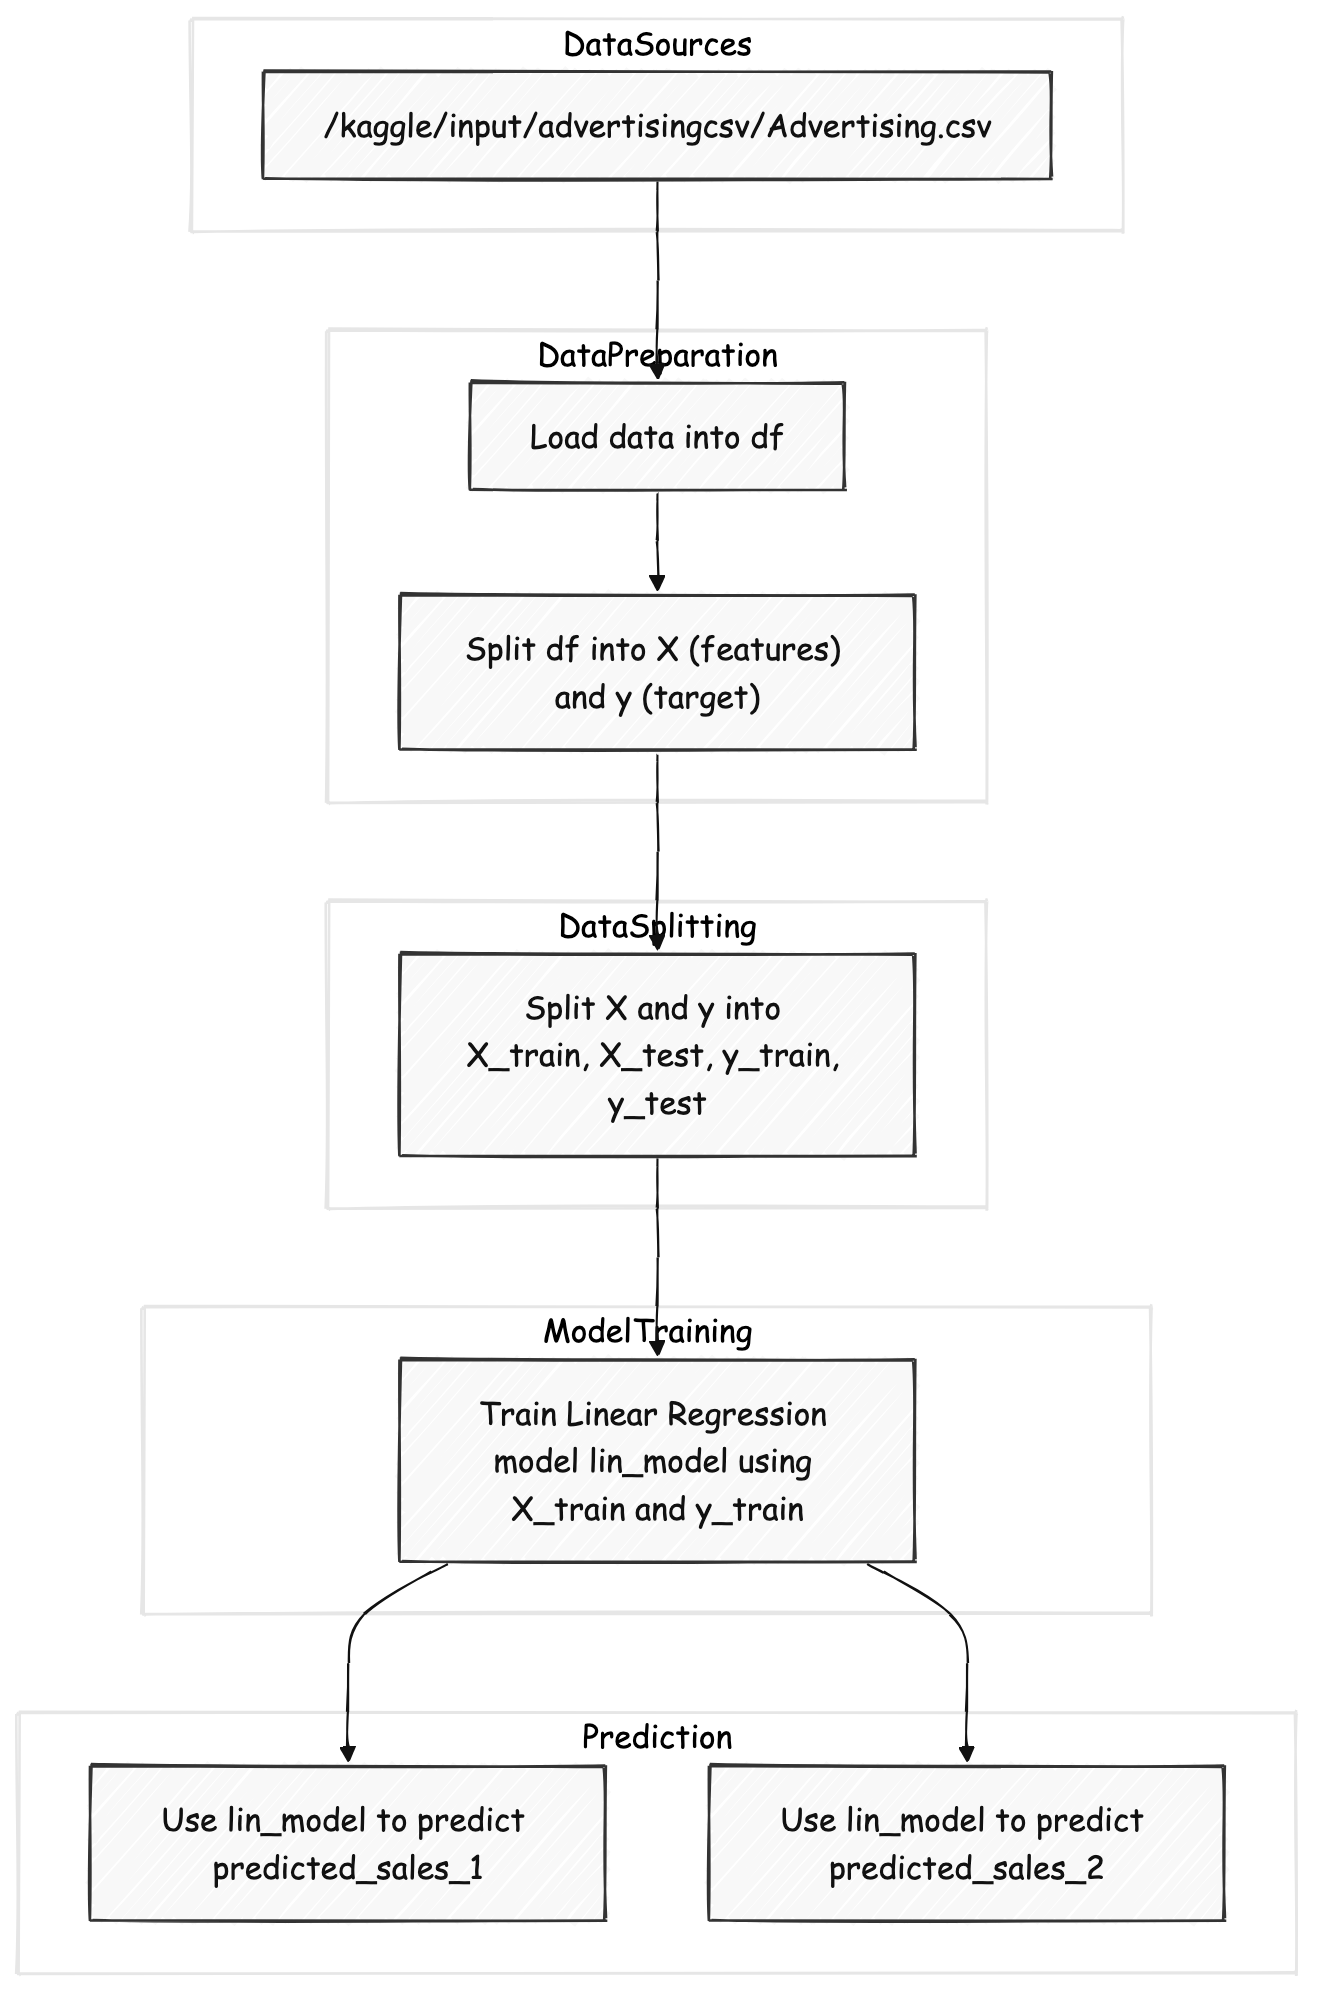 DataSources
/kaggle/input/advertisingcsv/Advertising.csv
DataPreparation
Load data into df
Split df into X (features)
and y (target)
DataSplitting
Split X and y into
X_train, X_test, y_train,
y_test
ModelTraining
Train Linear Regression
model lin_model using
X_train and y_train
Prediction
Use lin_model to predict
predicted_sales_1
Use lin_model to predict
predicted_sales_2